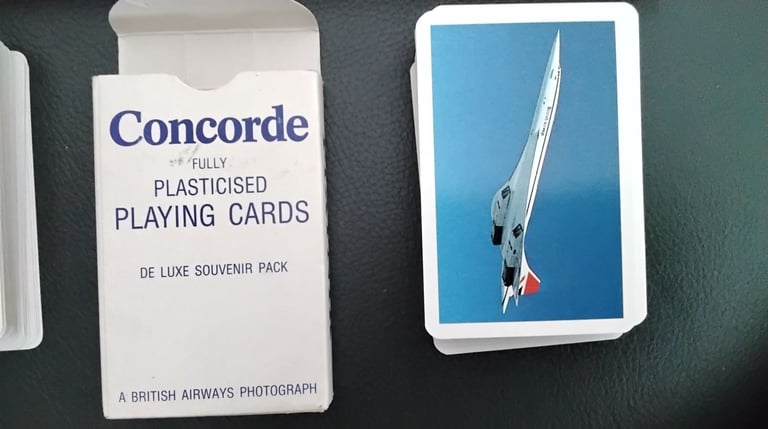 Concorde
FULLY
PLASTICISED
PLAYING CARDS
DE LUXE SOUVENIR PACK
A BRITISH AIRWAYS PHOTOGRAPH